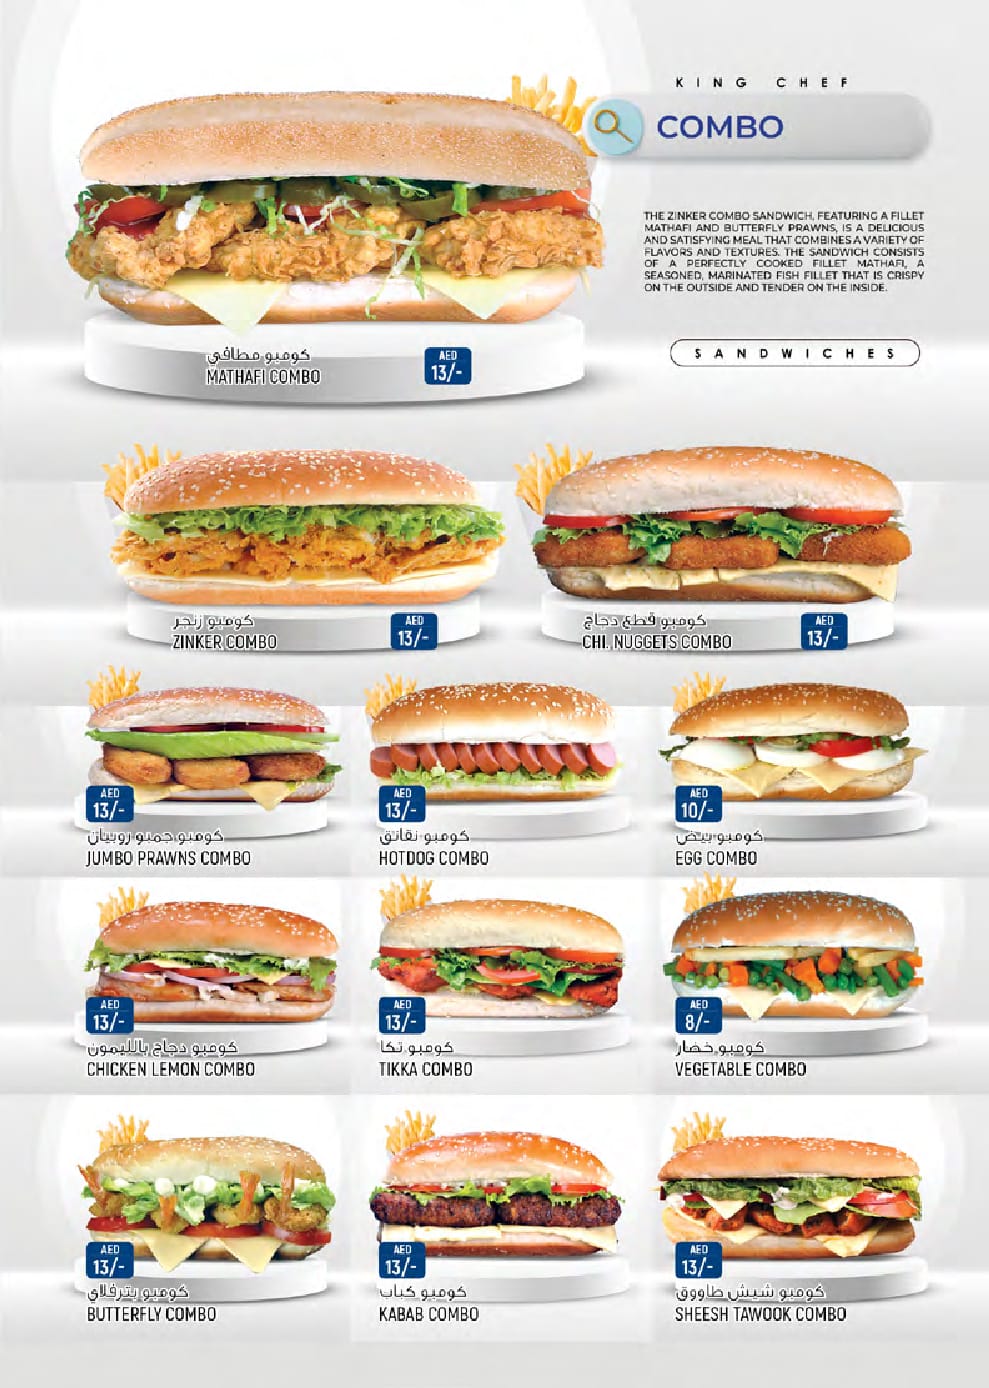 KING CHEF
COMBO
THE ZINKER COMBO SANDWICH, FEATURING A FILLET
MATHAFI AND BUTTERFLY PRAWNS, IS A DELICIOUS
AND SATISFYING MEAL THAT COMBINES A VARIETY OF
FLAVORS AND TEXTURES. THE SANDWICH CONSISTS
OF A PERFECTLY COOKED FILLET MATHAFI, A
SEASONED, MARINATED FISH FILLET THAT IS CRISPY
ON THE OUTSIDE AND TENDER ON THE INSIDE.
SANDWICHES
كومبو مطافي
MATHAFI COMBO
AED
13/-
كومبو زنجر
ZINKER COMBO
AED
13/-
كومبو قطع دجاج
CHI. NUGGETS COMBO
AED
13/-
AED
13/-
كومبو جمبو روبيان
JUMBO PRAWNS COMBO
AED
13/-
كومبو نقانق
HOTDOG COMBO
AED
10/-
كومبو بيض
EGG COMBO
AED
13/-
كومبو دجاج بالليمون
CHICKEN LEMON COMBO
AED
13/-
كومبو تكا
TIKKA COMBO
AED
8/-
كومبو خضار
VEGETABLE COMBO
AED
13/-
كومبو بترفلاي
BUTTERFLY COMBO
AED
13/-
كومبو كباب
KABAB COMBO
AED
13/-
كومبو شيش طاووق
SHEESH TAWOOK COMBO